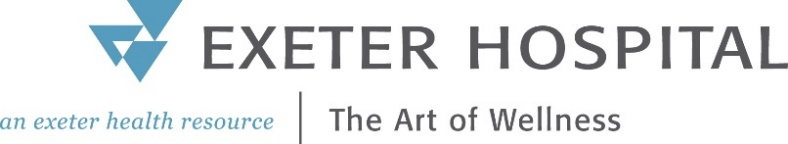 EXETER HOSPITAL
an exeter health resource | The Art of Wellness